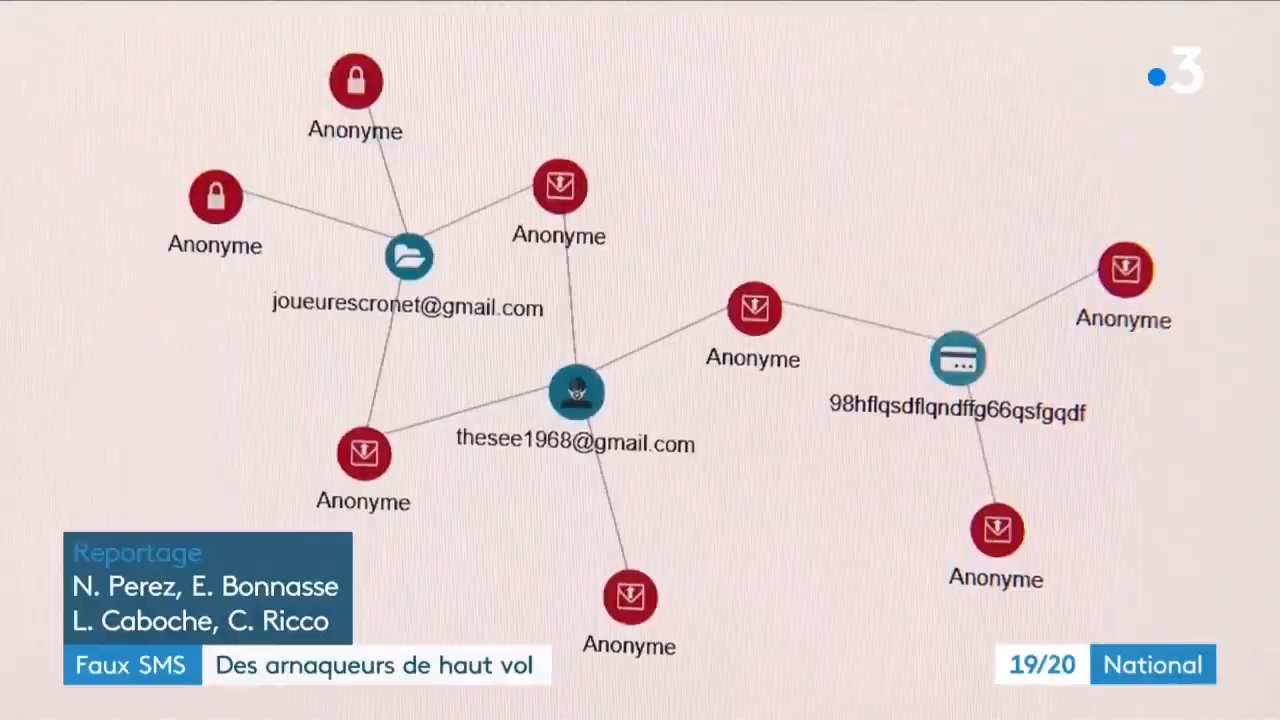 3
Anonyme
Anonyme
Anonyme
joueurescronet@gmail.com
Anonyme
Anonyme
98hflqsdflqndffg66qsfgqdf
thesee1968@gmail.com
Anonyme
Anonyme
Anonyme
Reportage
N. Perez, E. Bonnasse
L. Caboche, C. Ricco
Faux SMS
Des arnaqueurs de haut vol
19/20
National